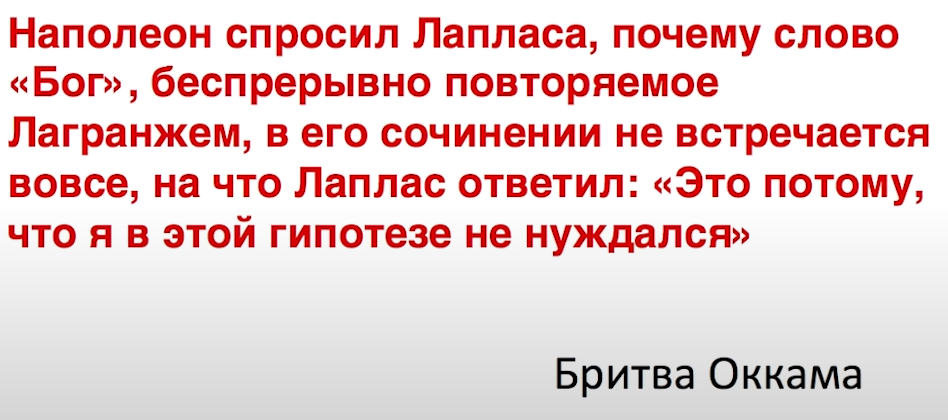 Наполеон спросил Лапласа, почему слово
«Бог», беспрерывно повторяемое
Лагранжем, в его сочинении не встречается
вовсе, на что Лаплас ответил: «Это потому,
что я в этой гипотезе не нуждался»
Бритва Оккама